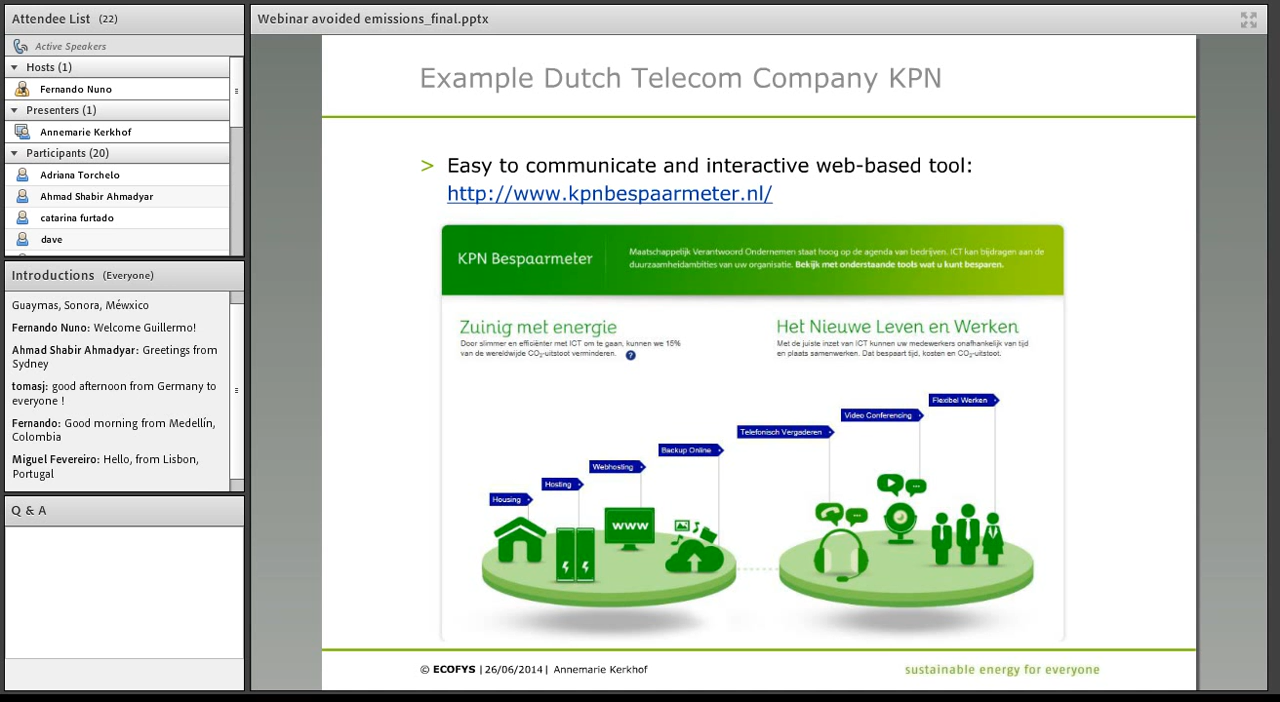 Attendee List (22)
Active Speakers
Hosts (1)
Fernando Nuno
Presenters (1)
Annemarie Kerkhof
Participants (20)
Adriana Torchelo
Ahmad Shabir Ahmadyar
catarina furtado
dave
Introductions (Everyone)
Guaymas, Sonora, Méwxico
Fernando Nuno: Welcome Guillermo!
Ahmad Shabir Ahmadyar: Greetings from
Sydney
tomasj: good afternoon from Germany to
everyone !
Fernando: Good morning from Medellín,
Colombia
Miguel Fevereiro: Hello, from Lisbon,
Portugal
Q & A
Webinar avoided emissions_final.pptx
Example Dutch Telecom Company KPN
> Easy to communicate and interactive web-based tool:
http://www.kpnbespaarmeter.nl/
KPN Bespaarmeter
Maatschappelijk Verantwoord Ondernemen staat hoog op de agenda van bedrijven. ICT kan bijdragen aan de
duurzaamheidambities van uw organisatie. Bekijk met onderstaande tools wat u kunt besparen.
Zuinig met energie
Door slimmer en efficiënter met ICT om te gaan, kunnen we 15%
van de wereldwijde CO₂-uitstoot verminderen. ?
Het Nieuwe Leven en Werken
Met de juiste inzet van ICT kunnen uw medewerkers onafhankelijk van tijd
en plaats samenwerken. Dat bespaart tijd, kosten en CO₂-uitstoot.
Housing
Hosting
Webhosting
Backup Online
Telefonisch Vergaderen
Video Conferencing
Flexibel Werken
www
© ECOFYS | 26/06/2014 | Annemarie Kerkhof
sustainable energy for everyone